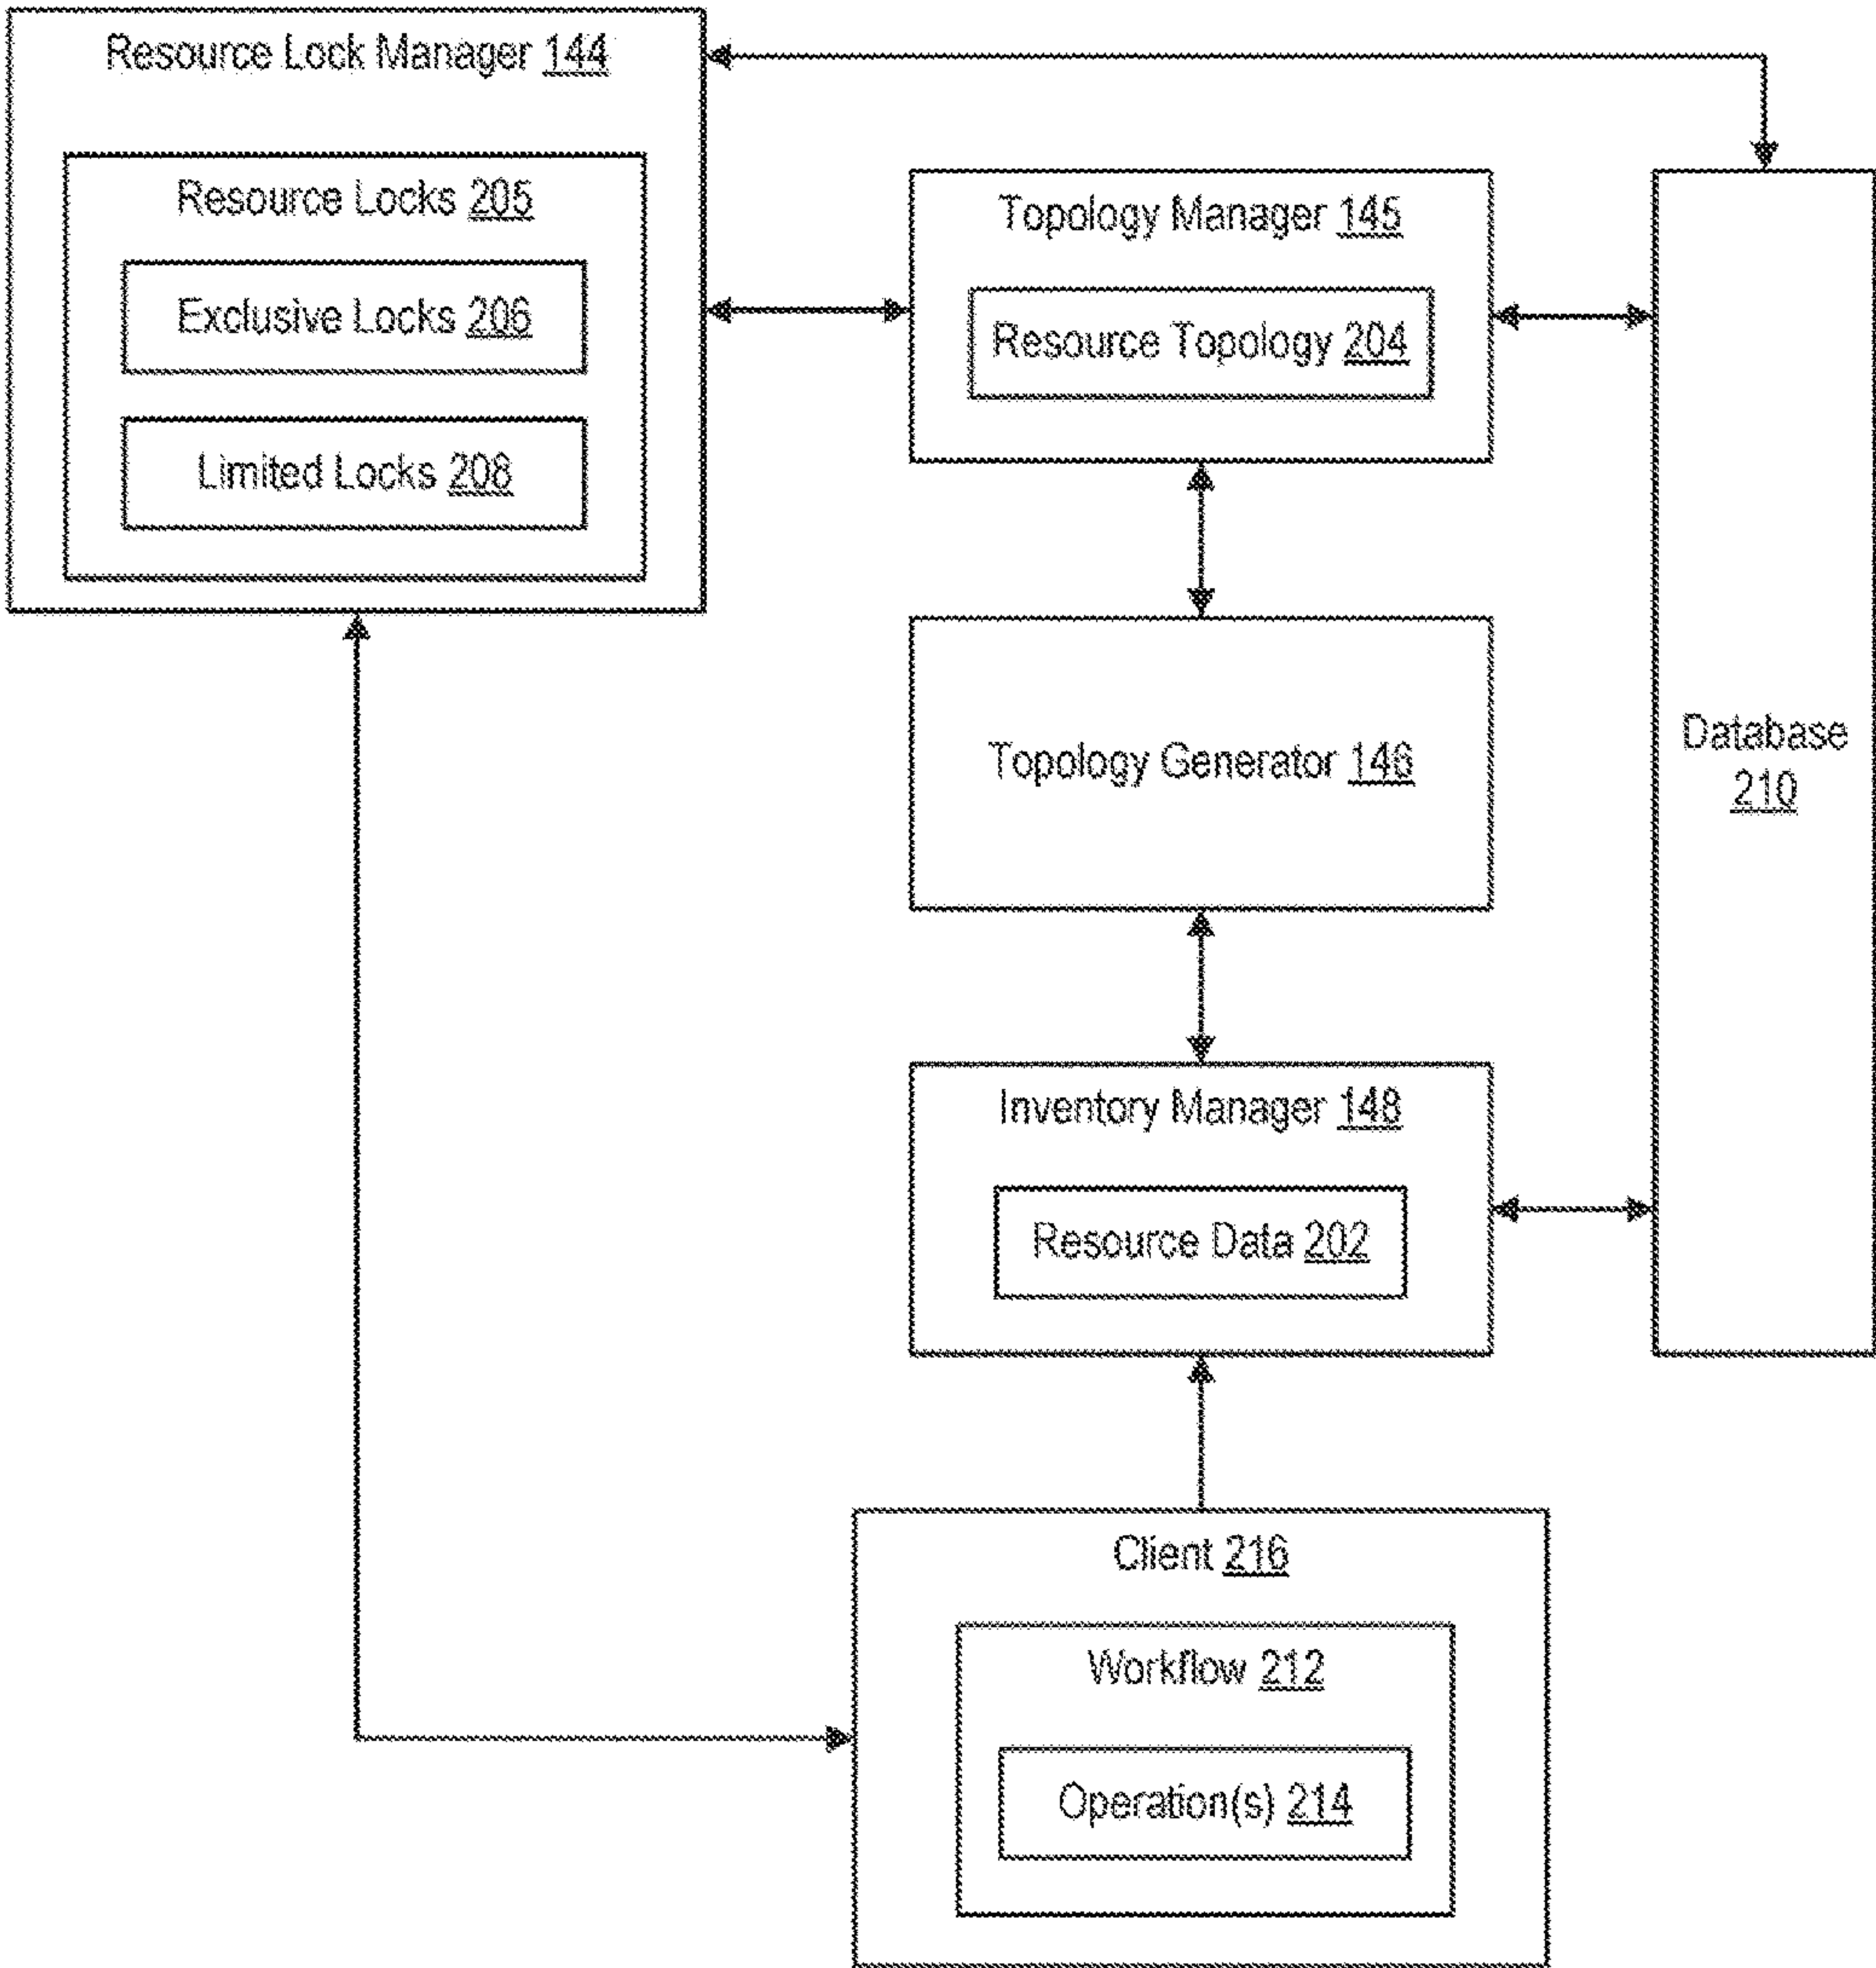 Resource Lock Manager 144
Resource Locks 205
Exclusive Locks 206
Limited Locks 208
Topology Manager 145
Resource Topology 204
Topology Generator 146
Database
210
Inventory Manager 148
Resource Data 202
Client 216
Workflow 212
Operation(s) 214